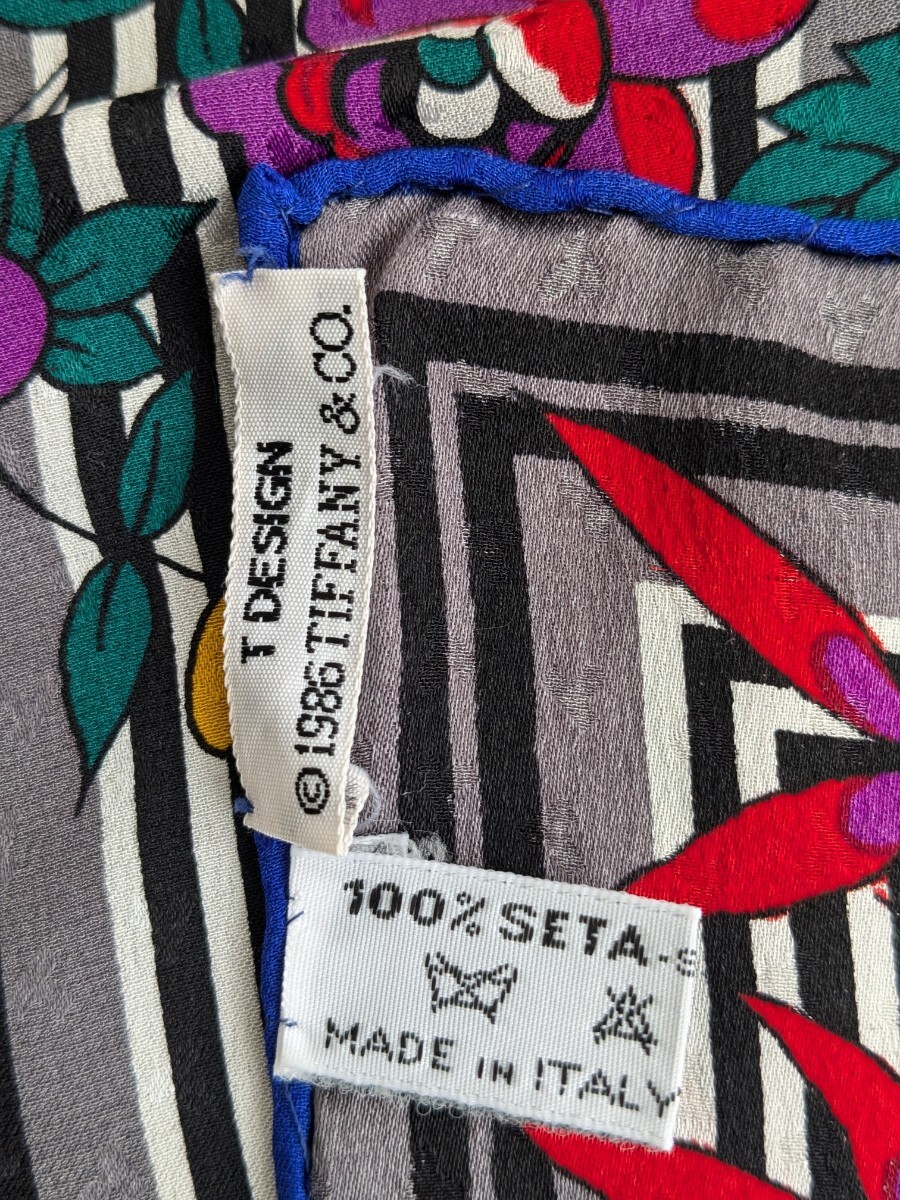 T DESIGN
© 1986 TIFFANY & CO.
100% SETA -
MADE IN ITALY